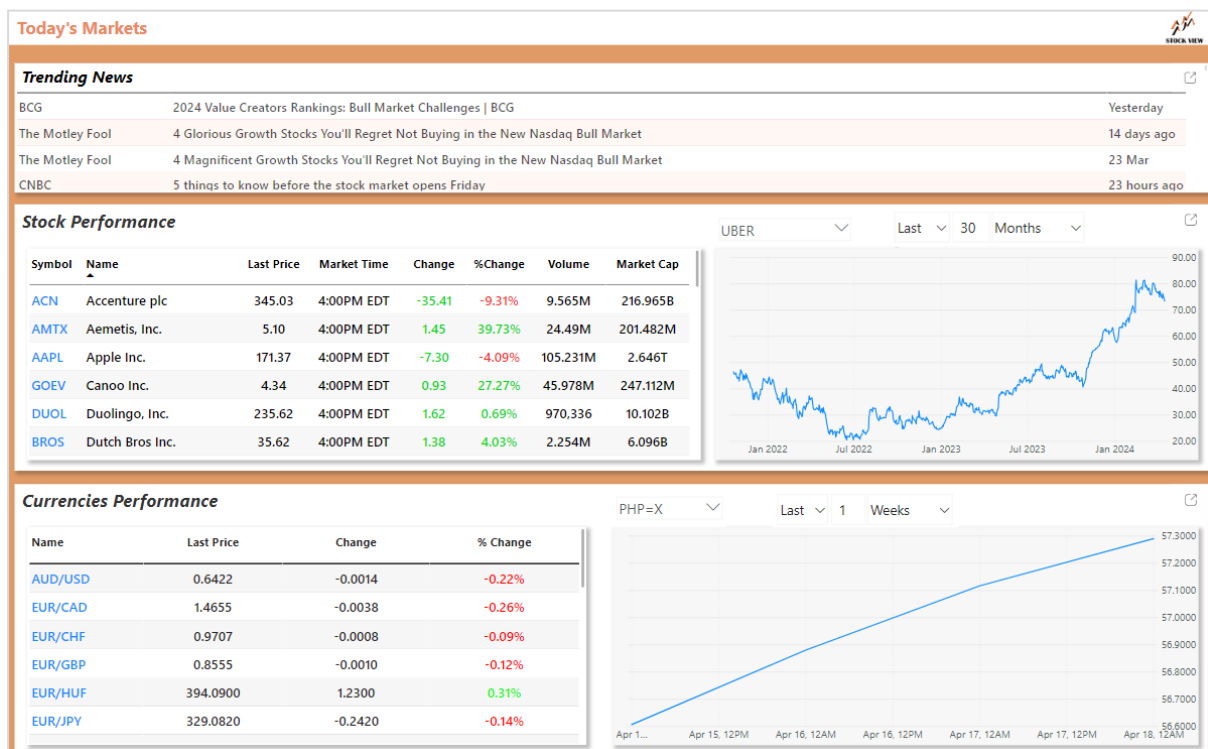 Today's Markets
STOCK VIEW
Trending News
BCG 2024 Value Creators Rankings: Bull Market Challenges | BCG Yesterday
The Motley Fool 4 Glorious Growth Stocks You'll Regret Not Buying in the New Nasdaq Bull Market 14 days ago
The Motley Fool 4 Magnificent Growth Stocks You'll Regret Not Buying in the New Nasdaq Bull Market 23 Mar
CNBC 5 things to know before the stock market opens Friday 23 hours ago
Stock Performance
UBER Last 30 Months
Symbol Name Last Price Market Time Change %Change Volume Market Cap
ACN Accenture plc 345.03 4:00PM EDT -35.41 -9.31% 9.565M 216.965B
AMTX Aemetis, Inc. 5.10 4:00PM EDT 1.45 39.73% 24.49M 201.482M
AAPL Apple Inc. 171.37 4:00PM EDT -7.30 -4.09% 105.231M 2.646T
GOEV Canoo Inc. 4.34 4:00PM EDT 0.93 27.27% 45.978M 247.112M
DUOL Duolingo, Inc. 235.62 4:00PM EDT 1.62 0.69% 970,336 10.102B
BROS Dutch Bros Inc. 35.62 4:00PM EDT 1.38 4.03% 2.254M 6.096B
90.00
80.00
70.00
60.00
50.00
40.00
30.00
20.00
Jan 2022 Jul 2022 Jan 2023 Jul 2023 Jan 2024
Currencies Performance
PHP=X Last 1 Weeks
Name Last Price Change % Change
AUD/USD 0.6422 -0.0014 -0.22%
EUR/CAD 1.4655 -0.0038 -0.26%
EUR/CHF 0.9707 -0.0008 -0.09%
EUR/GBP 0.8555 -0.0010 -0.12%
EUR/HUF 394.0900 1.2300 0.31%
EUR/JPY 329.0820 -0.2420 -0.14%
57.3000
57.2000
57.1000
57.0000
56.9000
56.8000
56.7000
56.6000
Apr 1... Apr 15, 12PM Apr 16, 12AM Apr 16, 12PM Apr 17, 12AM Apr 17, 12PM Apr 18, 12AM